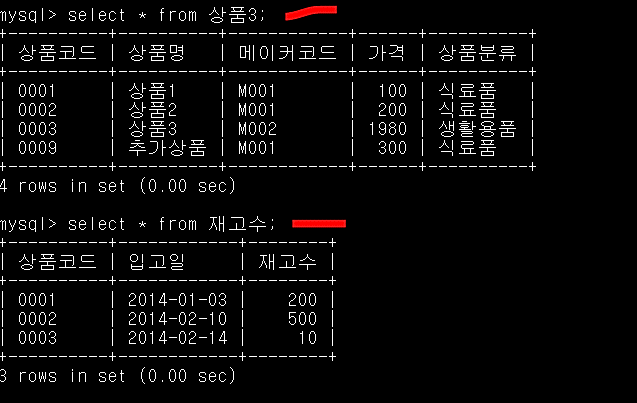 mysql> select * from 상품3;
+----------+----------+--------------+-------+----------+
| 상품코드 | 상품명 | 메이커코드 | 가격 | 상품분류 |
+----------+----------+--------------+-------+----------+
| 0001 | 상품1 | M001 | 100 | 식료품 |
| 0002 | 상품2 | M001 | 200 | 식료품 |
| 0003 | 상품3 | M002 | 1980 | 생활용품 |
| 0009 | 추가상품 | M001 | 300 | 식료품 |
+----------+----------+--------------+-------+----------+
4 rows in set (0.00 sec)
mysql> select * from 재고수;
+----------+------------+--------+
| 상품코드 | 입고일 | 재고수 |
+----------+------------+--------+
| 0001 | 2014-01-03 | 200 |
| 0002 | 2014-02-10 | 500 |
| 0003 | 2014-02-14 | 10 |
+----------+------------+--------+
3 rows in set (0.00 sec)